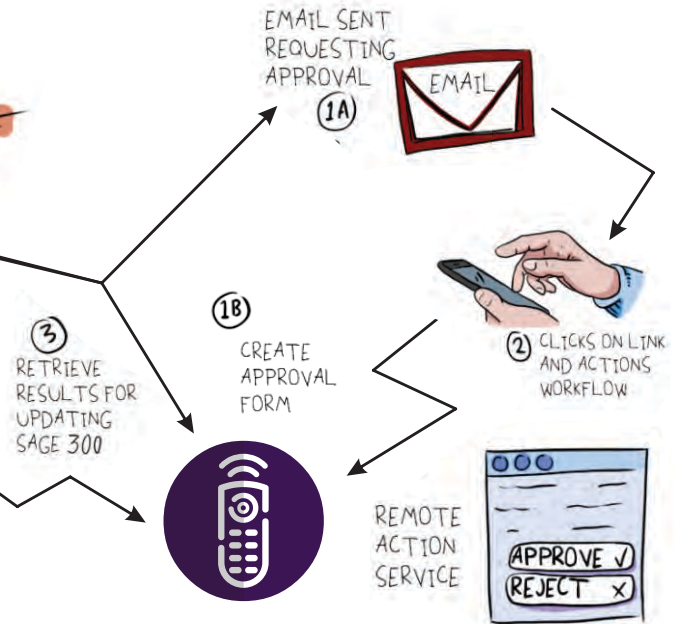 EMAIL SENT
REQUESTING
APPROVAL
1A
EMAIL
1B
CREATE
APPROVAL
FORM
2 CLICKS ON LINK
AND ACTIONS
WORKFLOW
3
RETRIEVE
RESULTS FOR
UPDATING
SAGE 300
REMOTE
ACTION
SERVICE
APPROVE ✓
REJECT ✗